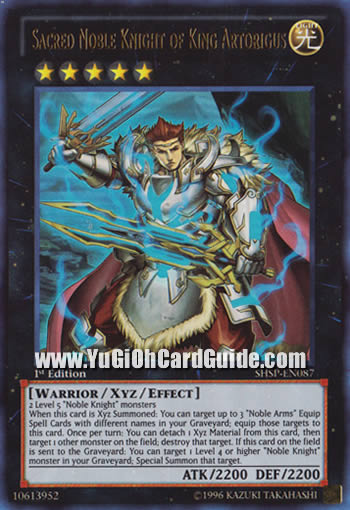 SACRED NOBLE KNIGHT OF KING ARTORIGUS
LIGHT
光
www.YuGiOhCardGuide.com
1st Edition
SHSP-EN087
[WARRIOR / XYZ / EFFECT]
2 Level 5 "Noble Knight" monsters
When this card is Xyz Summoned: You can target up to 3 "Noble Arms" Equip
Spell Cards with different names in your Graveyard; equip those targets to
this card. Once per turn: You can detach 1 Xyz Material from this card, then
target 1 other monster on the field; destroy that target. If this card on the field
is sent to the Graveyard: You can target 1 Level 4 or higher "Noble Knight"
monster in your Graveyard; Special Summon that target.
ATK/2200 DEF/2200
10613952
©1996 KAZUKI TAKAHASHI